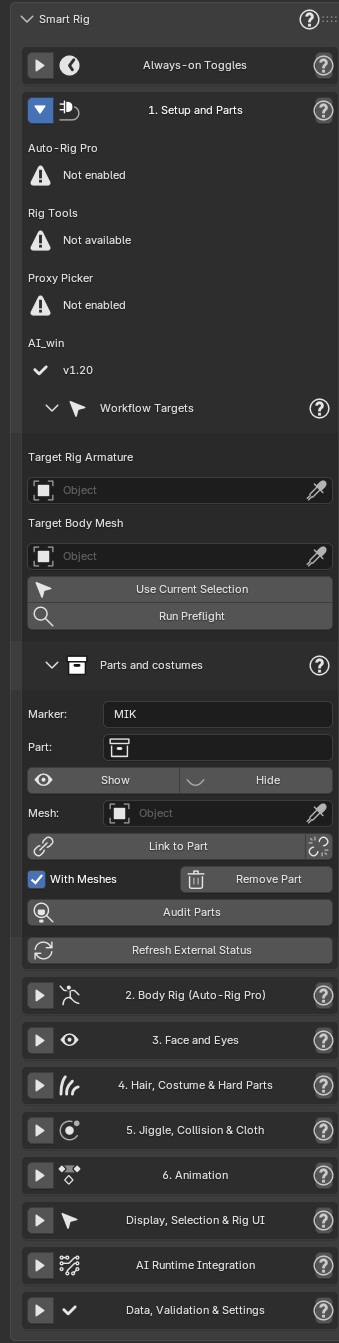 Smart Rig
Always-on Toggles
1. Setup and Parts
Auto-Rig Pro
Not enabled
Rig Tools
Not available
Proxy Picker
Not enabled
AI_win
v1.20
Workflow Targets
Target Rig Armature
Object
Target Body Mesh
Object
Use Current Selection
Run Preflight
Parts and costumes
Marker: MIK
Part:
Show Hide
Mesh: Object
Link to Part
With Meshes Remove Part
Audit Parts
Refresh External Status
2. Body Rig (Auto-Rig Pro)
3. Face and Eyes
4. Hair, Costume & Hard Parts
5. Jiggle, Collision & Cloth
6. Animation
Display, Selection & Rig UI
AI Runtime Integration
Data, Validation & Settings